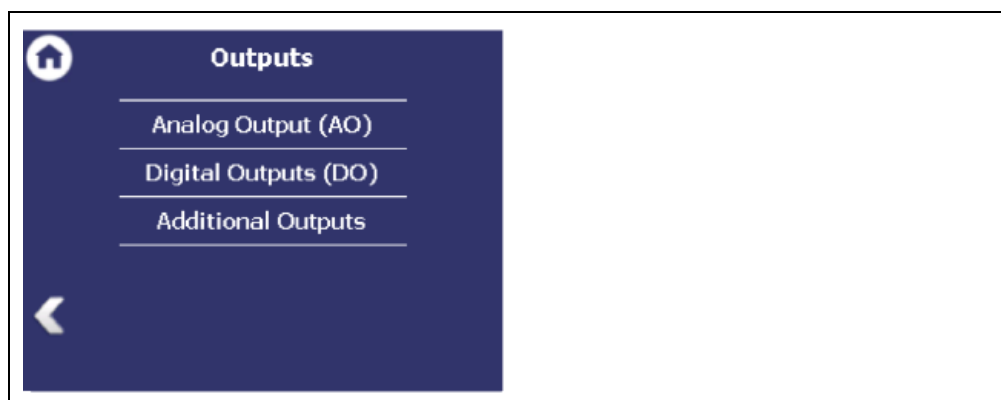 Outputs
Analog Output (AO)
Digital Outputs (DO)
Additional Outputs